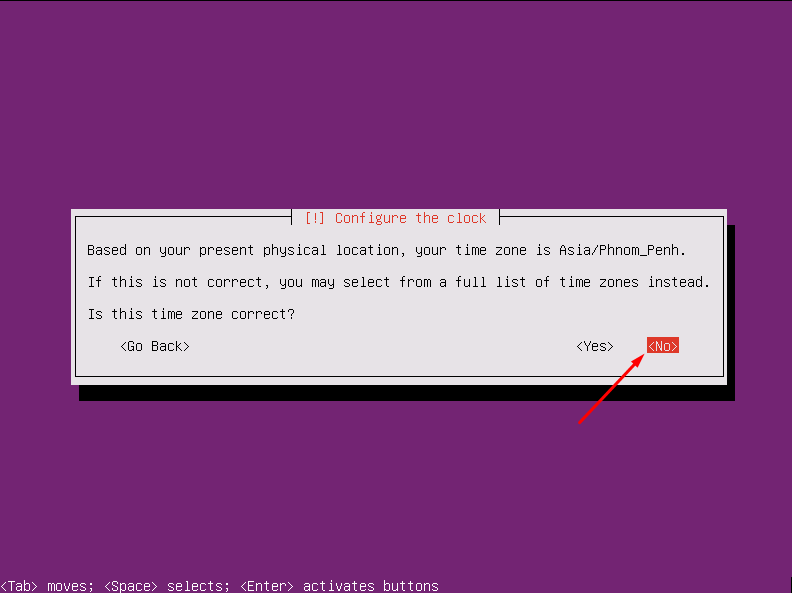 [!] Configure the clock
Based on your present physical location, your time zone is Asia/Phnom_Penh.
If this is not correct, you may select from a full list of time zones instead.
Is this time zone correct?
<Go Back> <Yes> <No>
<Tab> moves; <Space> selects; <Enter> activates buttons